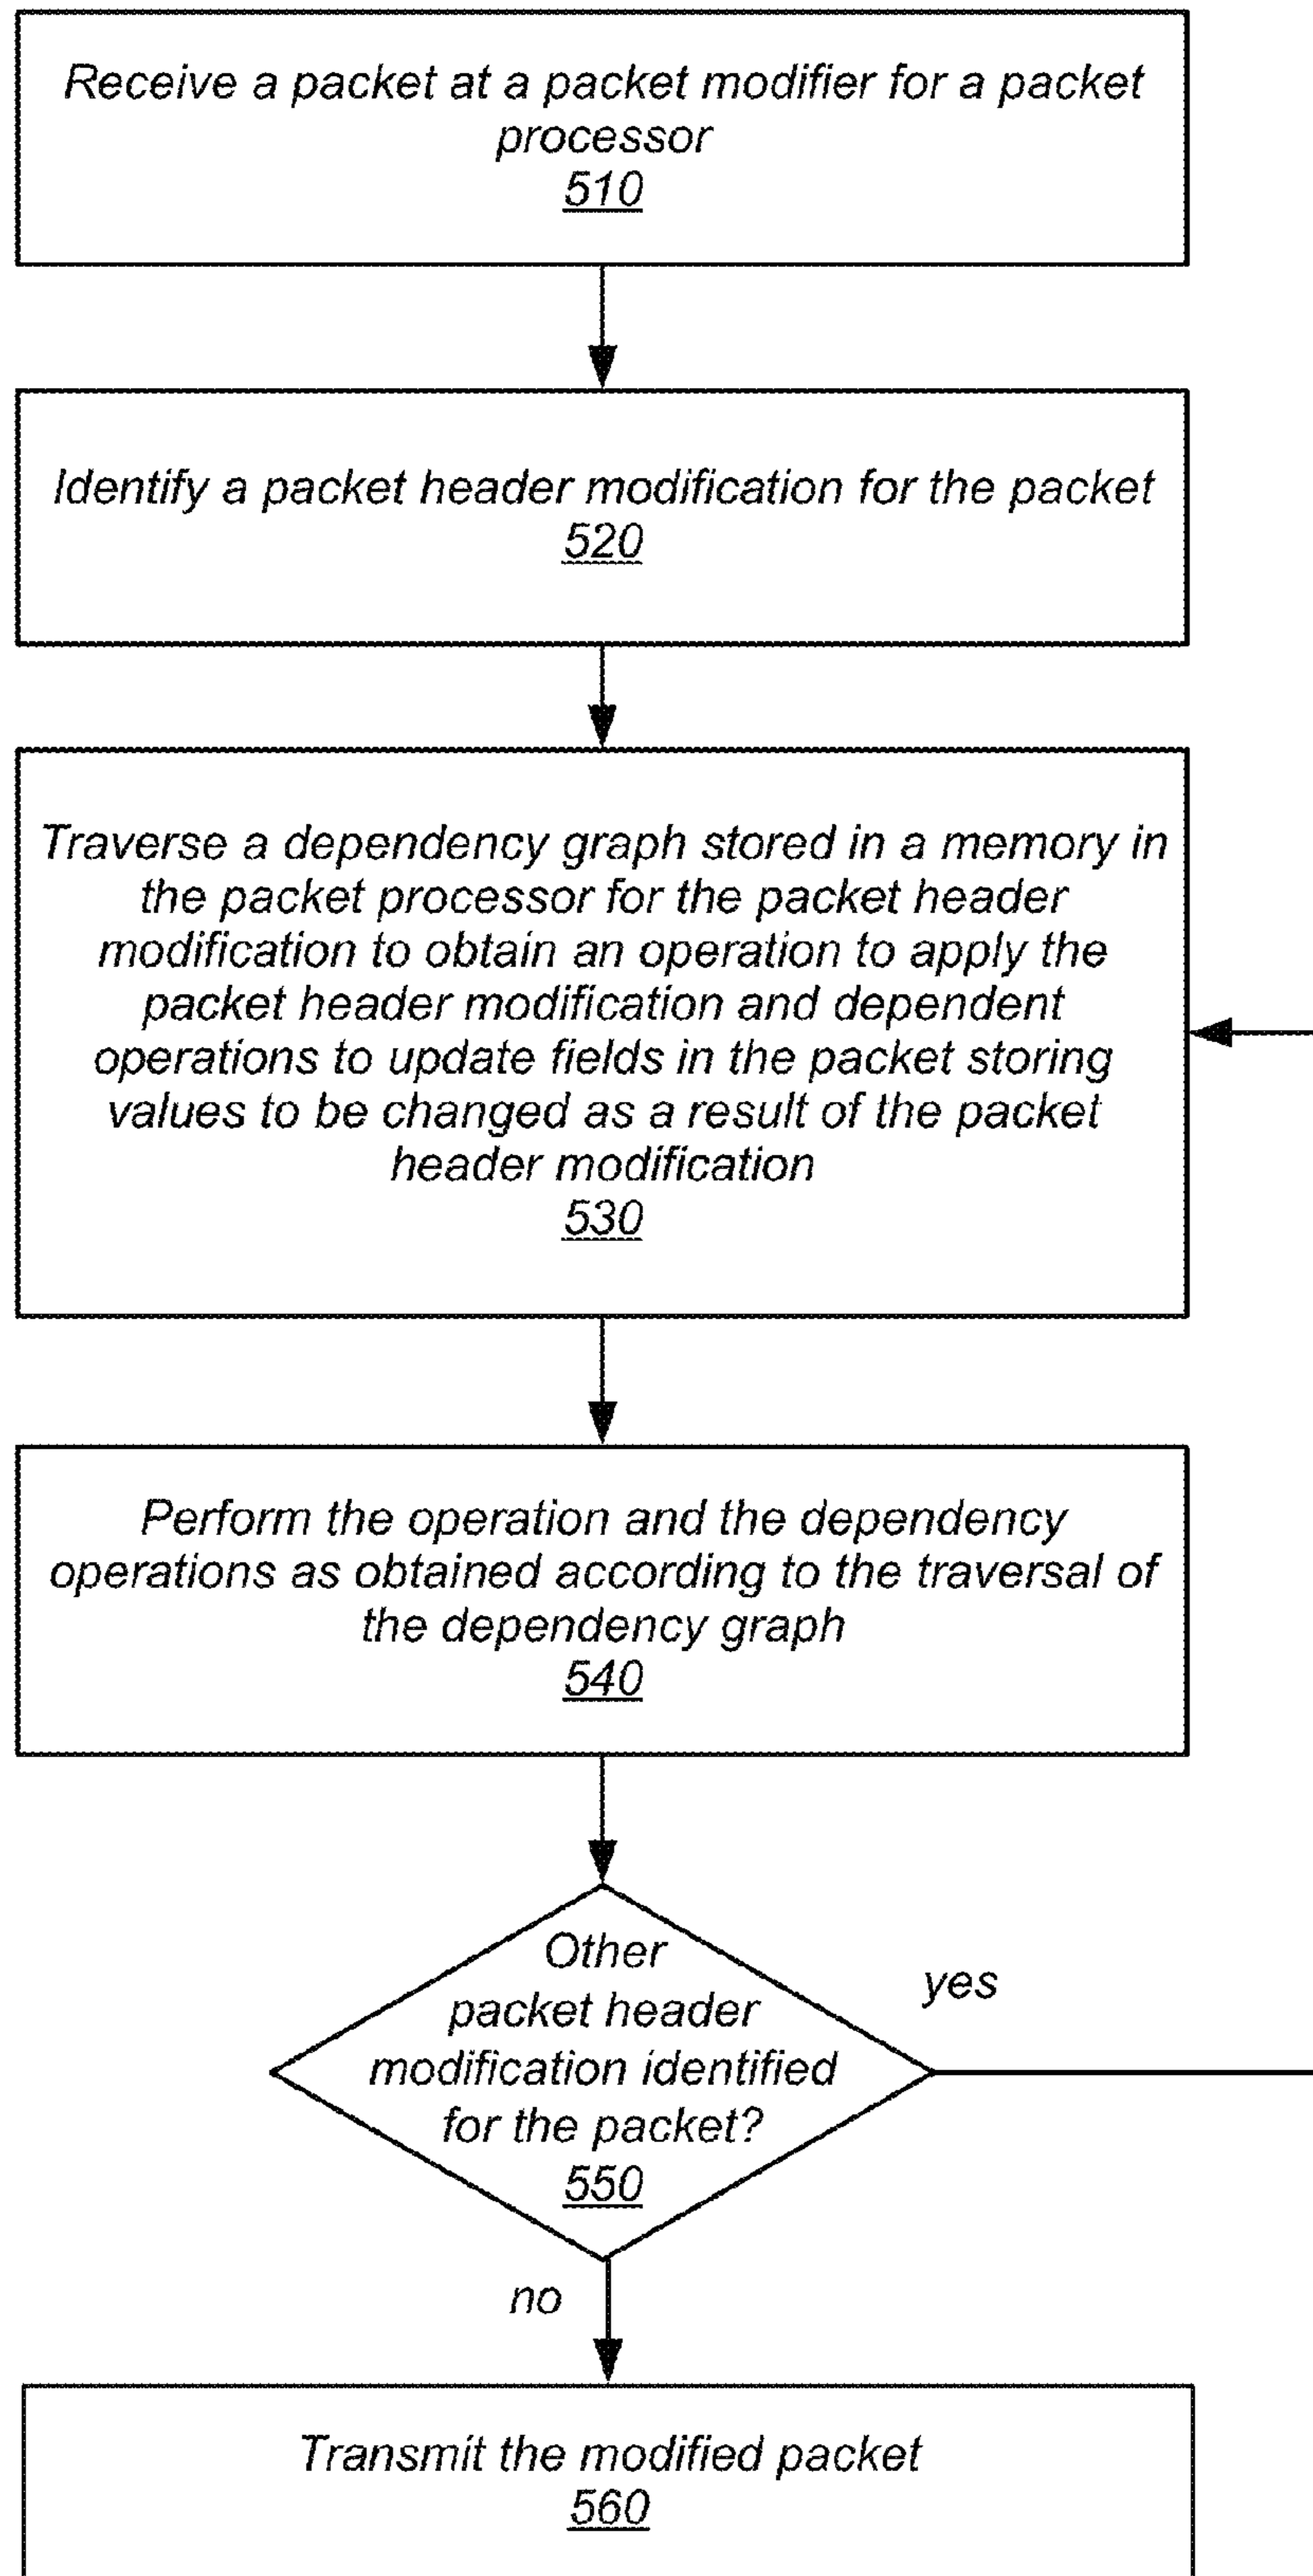 Receive a packet at a packet modifier for a packet
processor
510
Identify a packet header modification for the packet
520
Traverse a dependency graph stored in a memory in
the packet processor for the packet header
modification to obtain an operation to apply the
packet header modification and dependent
operations to update fields in the packet storing
values to be changed as a result of the packet
header modification
530
Perform the operation and the dependency
operations as obtained according to the traversal of
the dependency graph
540
Other
packet header
modification identified
for the packet?
550
yes
no
Transmit the modified packet
560